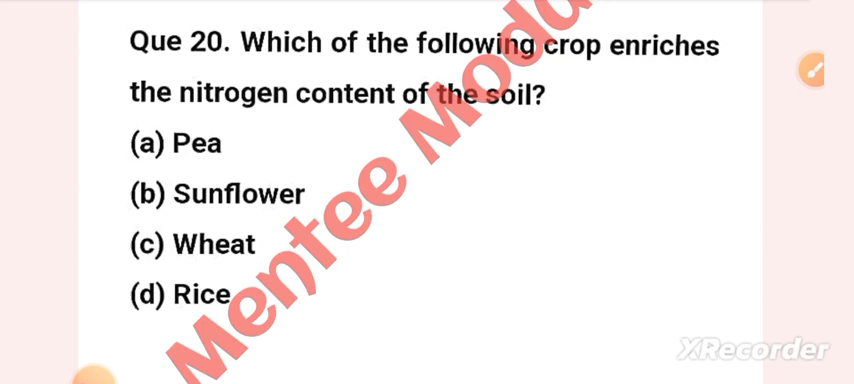 Que 20. Which of the following crop enriches
the nitrogen content of the soil?
(a) Pea
(b) Sunflower
(c) Wheat
(d) Rice
Mentee
XRecorder